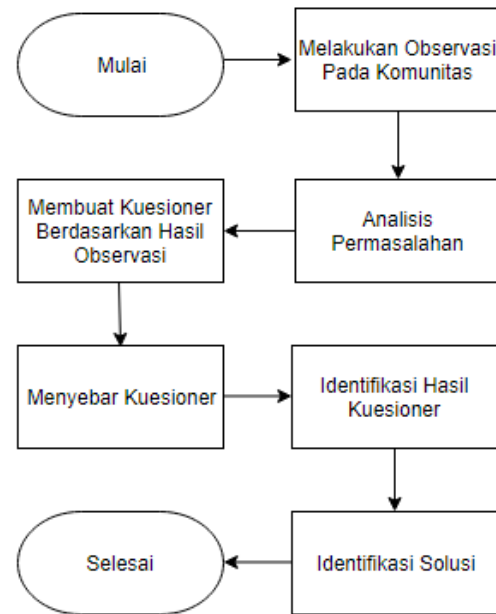 Mulai
Melakukan Observasi
Pada Komunitas
Analisis
Permasalahan
Membuat Kuesioner
Berdasarkan Hasil
Observasi
Menyebar Kuesioner
Identifikasi Hasil
Kuesioner
Identifikasi Solusi
Selesai